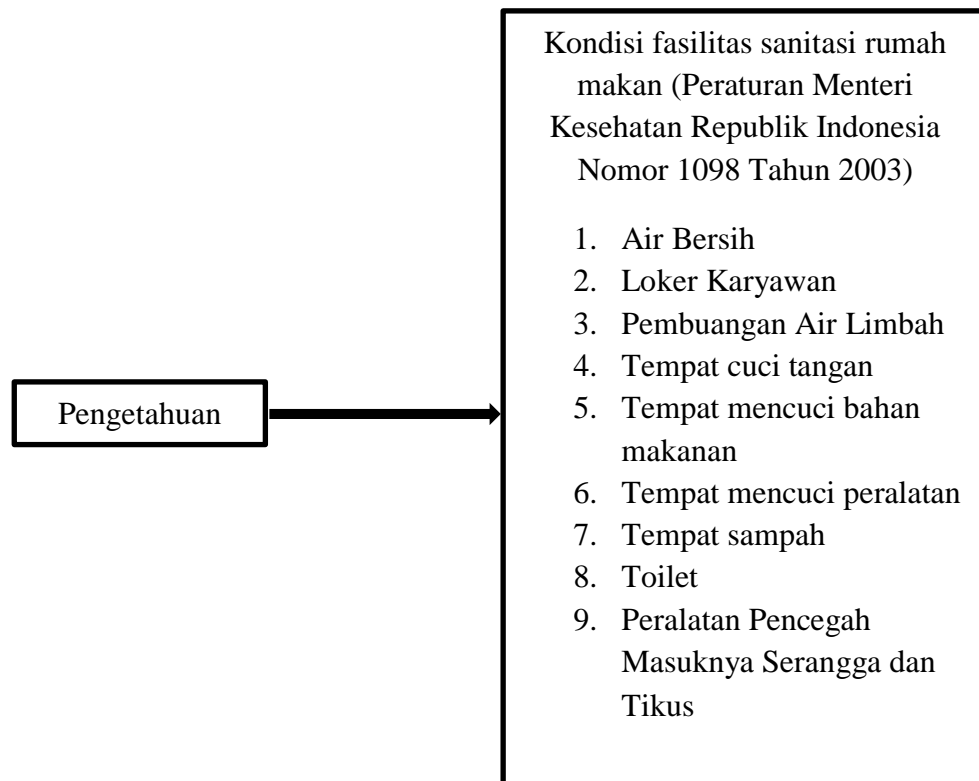 Kondisi fasilitas sanitasi rumah
makan (Peraturan Menteri
Kesehatan Republik Indonesia
Nomor 1098 Tahun 2003)
1. Air Bersih
2. Loker Karyawan
3. Pembuangan Air Limbah
4. Tempat cuci tangan
5. Tempat mencuci bahan
makanan
6. Tempat mencuci peralatan
7. Tempat sampah
8. Toilet
9. Peralatan Pencegah
Masuknya Serangga dan
Tikus
Pengetahuan